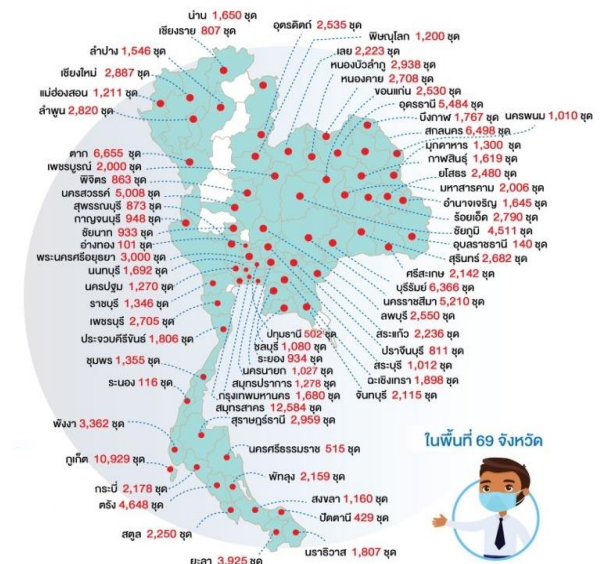 น่าน 1,650 ชุด
เชียงราย 807 ชุด
ลำปาง 1,546 ชุด
เชียงใหม่ 2,887 ชุด
แม่ฮ่องสอน 1,211 ชุด
ลำพูน 2,820 ชุด
ตาก 6,655 ชุด
เพชรบูรณ์ 2,000 ชุด
พิจิตร 863 ชุด
นครสวรรค์ 5,008 ชุด
สุพรรณบุรี 873 ชุด
กาญจนบุรี 948 ชุด
ชัยนาท 933 ชุด
อ่างทอง 101 ชุด
พระนครศรีอยุธยา 3,000 ชุด
นนทบุรี 1,692 ชุด
นครปฐม 1,270 ชุด
ราชบุรี 1,346 ชุด
เพชรบุรี 2,705 ชุด
ประจวบคีรีขันธ์ 1,806 ชุด
ชุมพร 1,355 ชุด
ระนอง 116 ชุด
พังงา 3,362 ชุด
ภูเก็ต 10,929 ชุด
กระบี่ 2,178 ชุด
ตรัง 4,648 ชุด
สตูล 2,250 ชุด
ยะลา 3,925 ชุด
อุตรดิตถ์ 2,535 ชุด
พิษณุโลก 1,200 ชุด
เลย 2,223 ชุด
หนองบัวลำภู 2,938 ชุด
หนองคาย 2,708 ชุด
ขอนแก่น 2,530 ชุด
อุดรธานี 5,484 ชุด
บึงกาฬ 1,767 ชุด
นครพนม 1,010 ชุด
สกลนคร 6,498 ชุด
มุกดาหาร 1,300 ชุด
กาฬสินธุ์ 1,619 ชุด
ยโสธร 2,480 ชุด
มหาสารคาม 2,006 ชุด
อำนาจเจริญ 1,645 ชุด
ร้อยเอ็ด 2,790 ชุด
ชัยภูมิ 4,511 ชุด
อุบลราชธานี 140 ชุด
สุรินทร์ 2,682 ชุด
ศรีสะเกษ 2,142 ชุด
บุรีรัมย์ 6,366 ชุด
นครราชสีมา 5,210 ชุด
ลพบุรี 2,550 ชุด
สระแก้ว 2,236 ชุด
ปราจีนบุรี 811 ชุด
สระบุรี 1,012 ชุด
ฉะเชิงเทรา 1,898 ชุด
จันทบุรี 2,115 ชุด
ปทุมธานี 502 ชุด
ชลบุรี 1,080 ชุด
ระยอง 934 ชุด
นครนายก 1,027 ชุด
สมุทรปราการ 1,278 ชุด
กรุงเทพมหานคร 1,680 ชุด
สมุทรสาคร 12,584 ชุด
สุราษฎร์ธานี 2,959 ชุด
นครศรีธรรมราช 515 ชุด
พัทลุง 2,159 ชุด
สงขลา 1,160 ชุด
ปัตตานี 429 ชุด
นราธิวาส 1,807 ชุด
ในพื้นที่ 69 จังหวัด